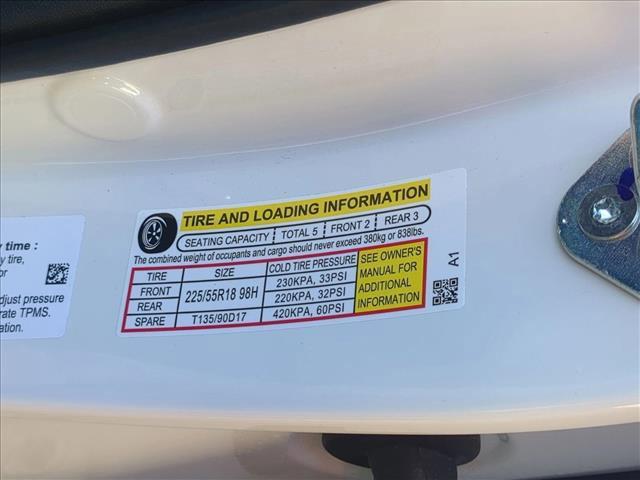 TIRE AND LOADING INFORMATION
SEATING CAPACITY TOTAL 5 FRONT 2 REAR 3
The combined weight of occupants and cargo should never exceed 380kg or 838lbs.
TIRE SIZE COLD TIRE PRESSURE SEE OWNER'S MANUAL FOR ADDITIONAL INFORMATION
FRONT 225/55R18 98H 230KPA, 33PSI
REAR 220KPA, 32PSI
SPARE T135/90D17 420KPA, 60PSI
A1
y time :
y tire,
or
djust pressure
rate TPMS.
ation.